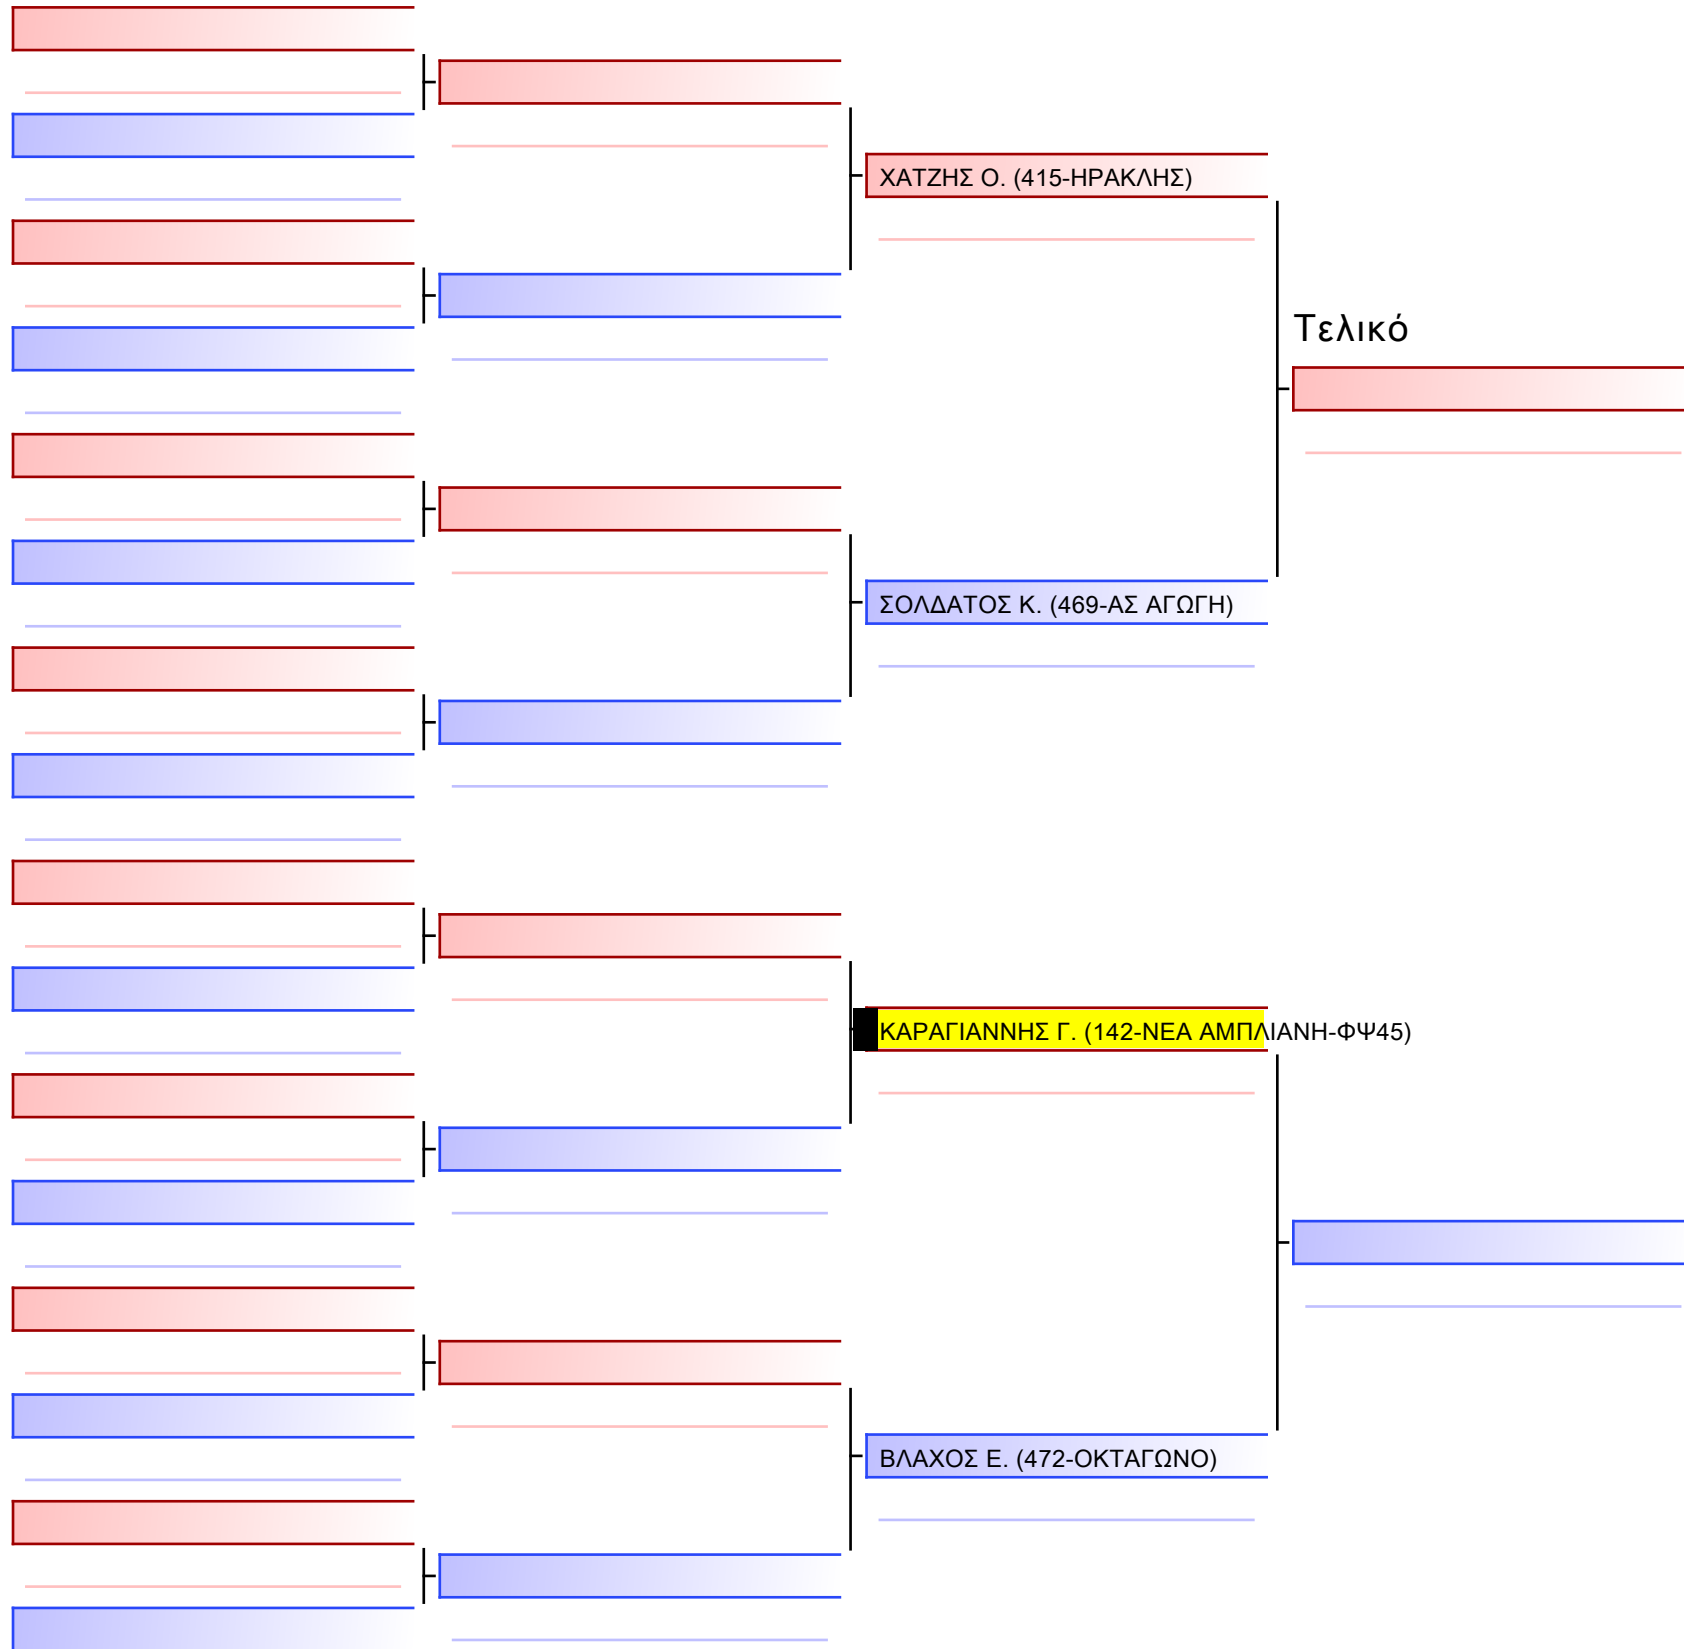 ΧΑΤΖΗΣ Ο. (415-ΗΡΑΚΛΗΣ)
Τελικό
ΣΟΛΔΑΤΟΣ Κ. (469-ΑΣ ΑΓΩΓΗ)
ΚΑΡΑΓΙΑΝΝΗΣ Γ. (142-ΝΕΑ ΑΜΠΛΙΑΝΗ-ΦΨ45)
ΒΛΑΧΟΣ Ε. (472-ΟΚΤΑΓΩΝΟ)